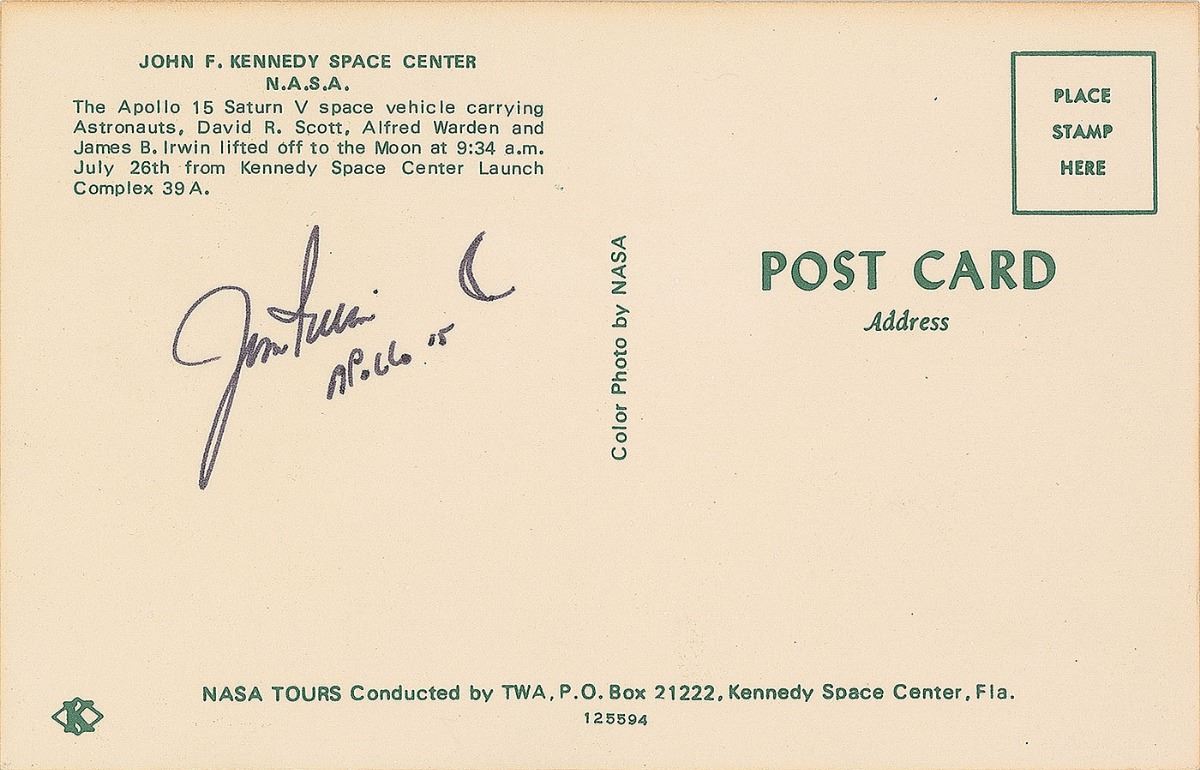 JOHN F. KENNEDY SPACE CENTER
N.A.S.A.
The Apollo 15 Saturn V space vehicle carrying
Astronauts, David R. Scott, Alfred Warden and
James B. Irwin lifted off to the Moon at 9:34 a.m.
July 26th from Kennedy Space Center Launch
Complex 39A.
Jim Irwin
Apollo 15
Color Photo by NASA
PLACE
STAMP
HERE
POST CARD
Address
NASA TOURS Conducted by TWA, P.O. Box 21222, Kennedy Space Center, Fla.
125594
K